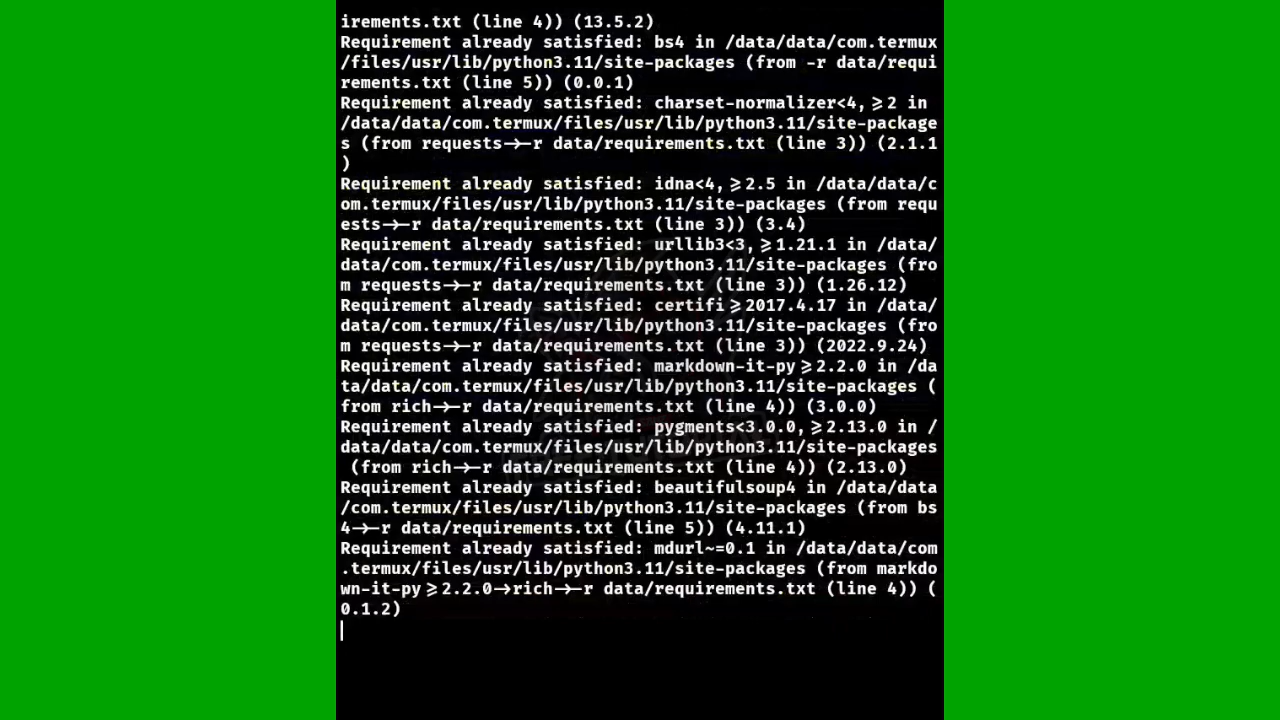 irements.txt (line 4)) (13.5.2)
Requirement already satisfied: bs4 in /data/data/com.termux
/files/usr/lib/python3.11/site-packages (from -r data/requi
rements.txt (line 5)) (0.0.1)
Requirement already satisfied: charset-normalizer<4,>=2 in
/data/data/com.termux/files/usr/lib/python3.11/site-package
s (from requests->-r data/requirements.txt (line 3)) (2.1.1
)
Requirement already satisfied: idna<4,>=2.5 in /data/data/c
om.termux/files/usr/lib/python3.11/site-packages (from requ
ests->-r data/requirements.txt (line 3)) (3.4)
Requirement already satisfied: urllib3<3,>=1.21.1 in /data/
data/com.termux/files/usr/lib/python3.11/site-packages (fro
m requests->-r data/requirements.txt (line 3)) (1.26.12)
Requirement already satisfied: certifi>=2017.4.17 in /data/
data/com.termux/files/usr/lib/python3.11/site-packages (fro
m requests->-r data/requirements.txt (line 3)) (2022.9.24)
Requirement already satisfied: markdown-it-py>=2.2.0 in /da
ta/data/com.termux/files/usr/lib/python3.11/site-packages (
from rich->-r data/requirements.txt (line 4)) (3.0.0)
Requirement already satisfied: pygments<3.0.0,>=2.13.0 in /
data/data/com.termux/files/usr/lib/python3.11/site-packages
 (from rich->-r data/requirements.txt (line 4)) (2.13.0)
Requirement already satisfied: beautifulsoup4 in /data/data
/com.termux/files/usr/lib/python3.11/site-packages (from bs
4->-r data/requirements.txt (line 5)) (4.11.1)
Requirement already satisfied: mdurl~=0.1 in /data/data/com
.termux/files/usr/lib/python3.11/site-packages (from markdo
wn-it-py>=2.2.0->rich->-r data/requirements.txt (line 4)) (
0.1.2)